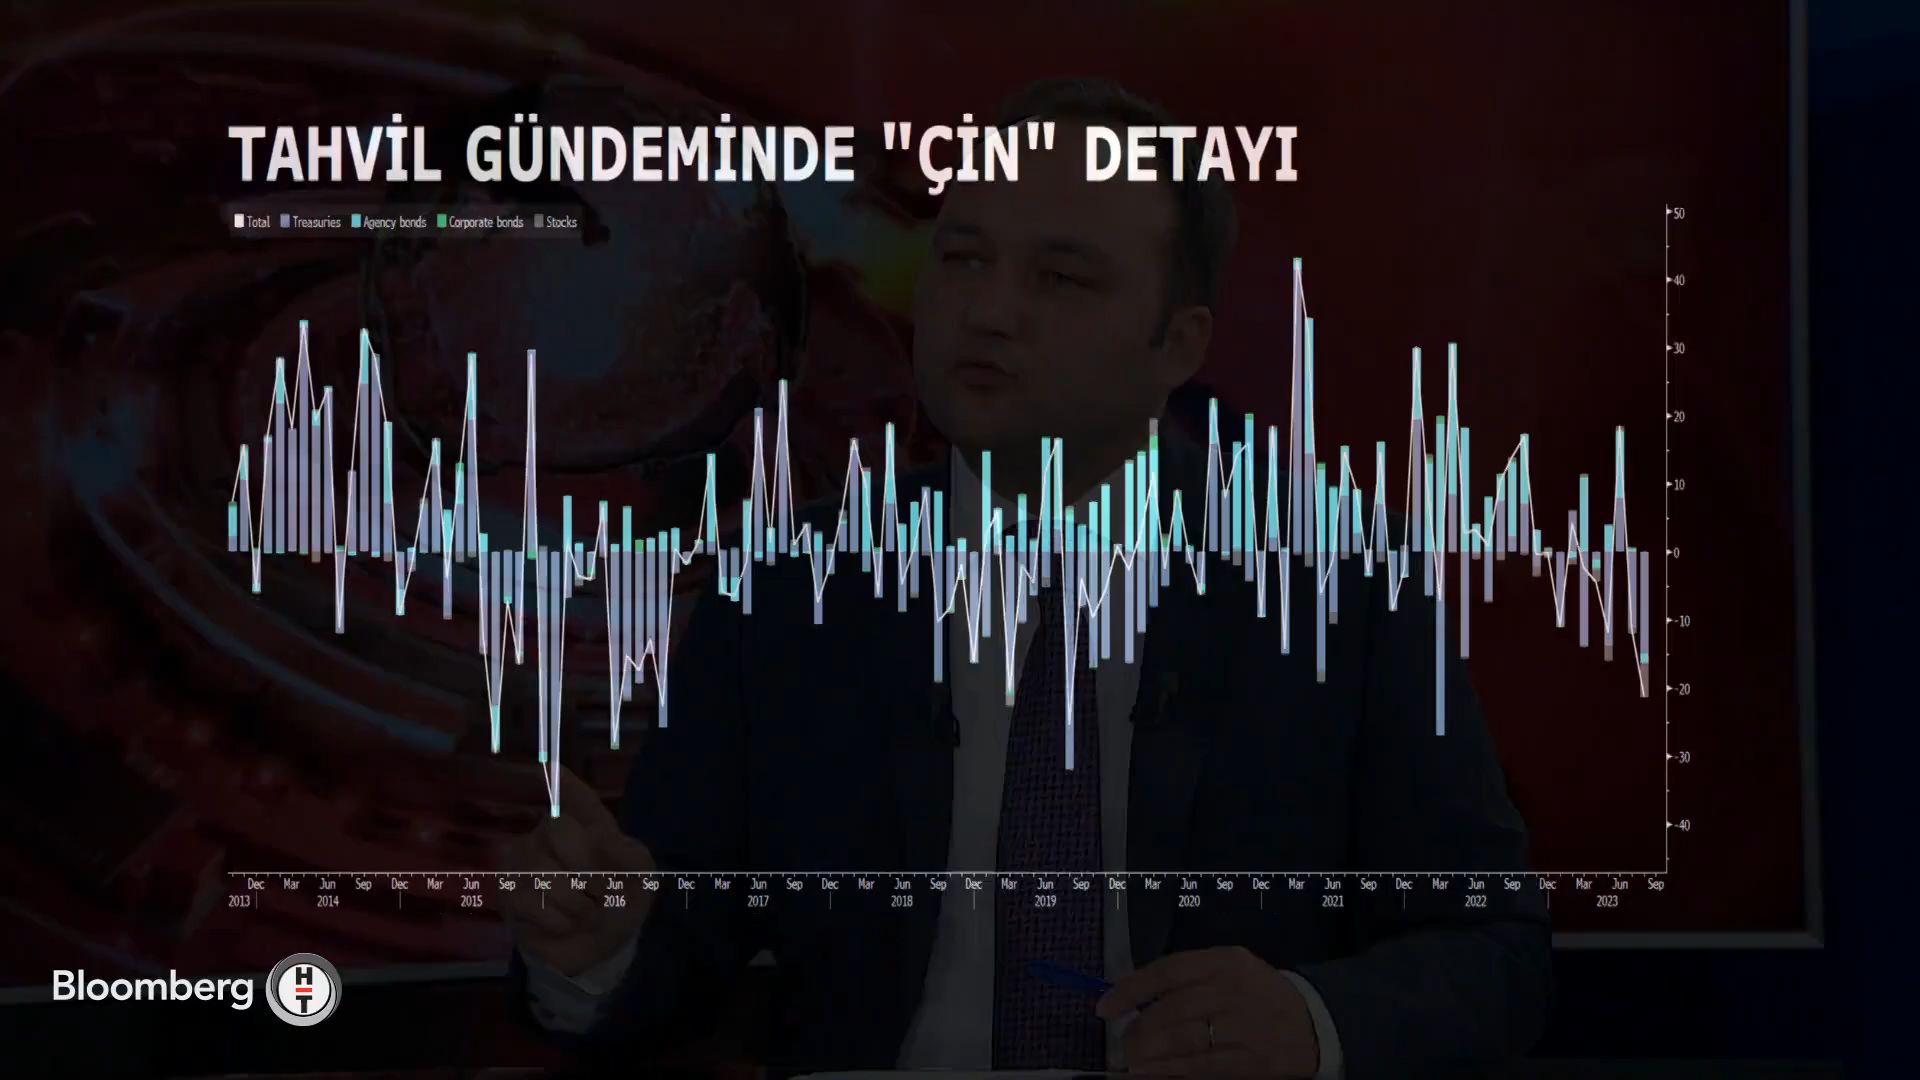 TAHVİL GÜNDEMİNDE "ÇİN" DETAYI
Total Treasuries Agency bonds Corporate bonds Stocks
50
40
30
20
10
0
-10
-20
-30
-40
Dec Mar Jun Sep Dec Mar Jun Sep Dec Mar Jun Sep Dec Mar Jun Sep Dec Mar Jun Sep Dec Mar Jun Sep Dec Mar Jun Sep Dec Mar Jun Sep Dec Mar Jun Sep Dec Mar Jun Sep
2013 2014 2015 2016 2017 2018 2019 2020 2021 2022 2023
Bloomberg HT